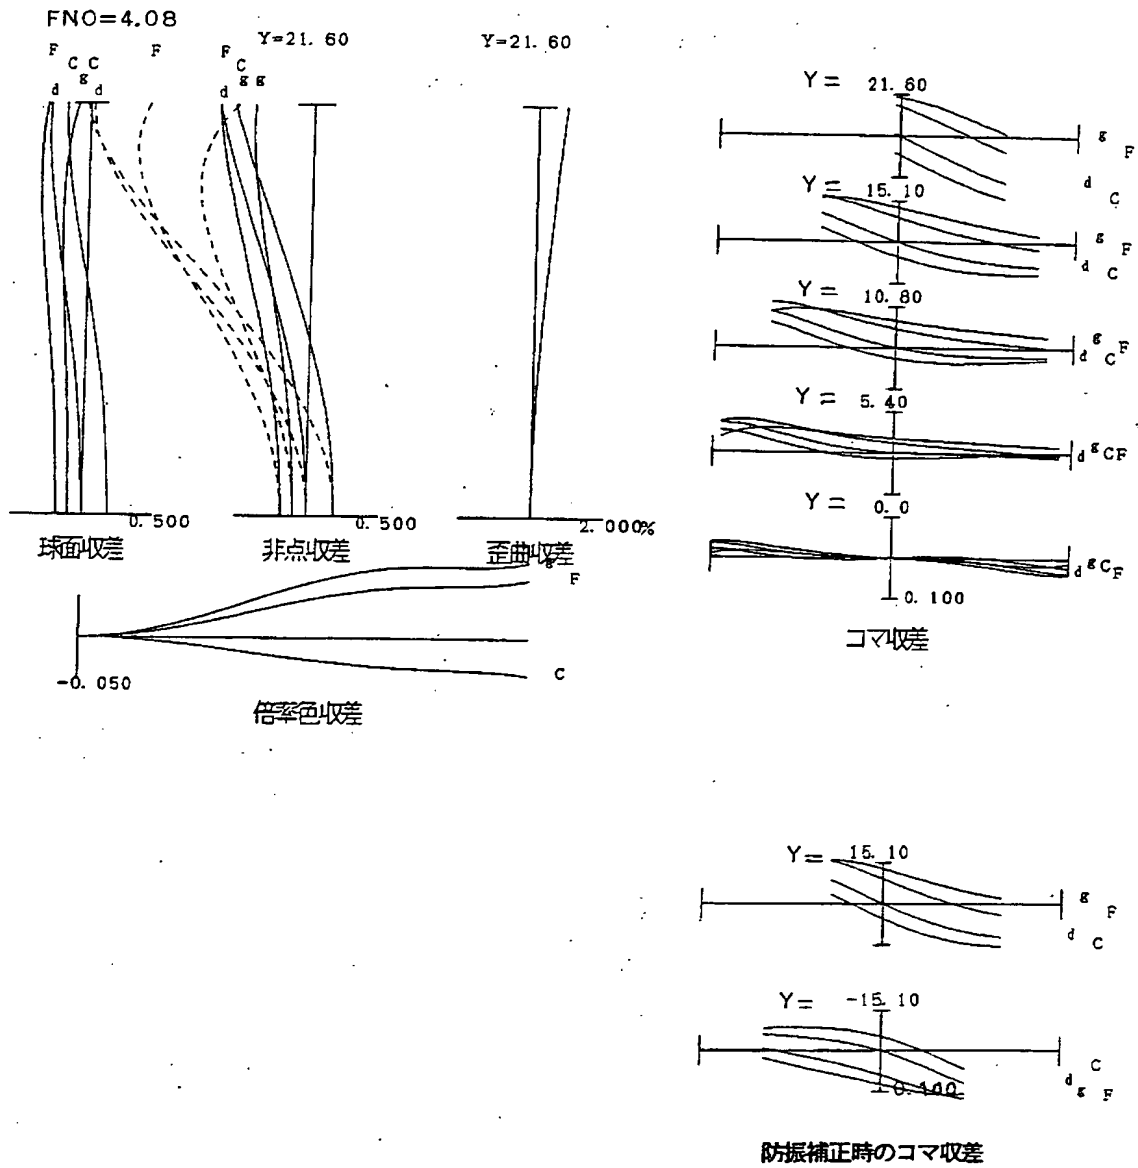 FNO=4.08
F
C C
g
d d
F
Y=21.60
F
C
g g
d
Y=21.60
0.500
球面収差
0.500
非点収差
2.000%
歪曲収差
g
F
C
-0.050
倍率色収差
Y= 21.60
g F
d C
Y= 15.10
g F
d C
Y= 10.80
g F
d C
Y= 5.40
d g C F
Y= 0.0
d g C F
0.100
コマ収差
Y= 15.10
g F
d C
Y= -15.10
C
d g F
0.100
防振補正時のコマ収差